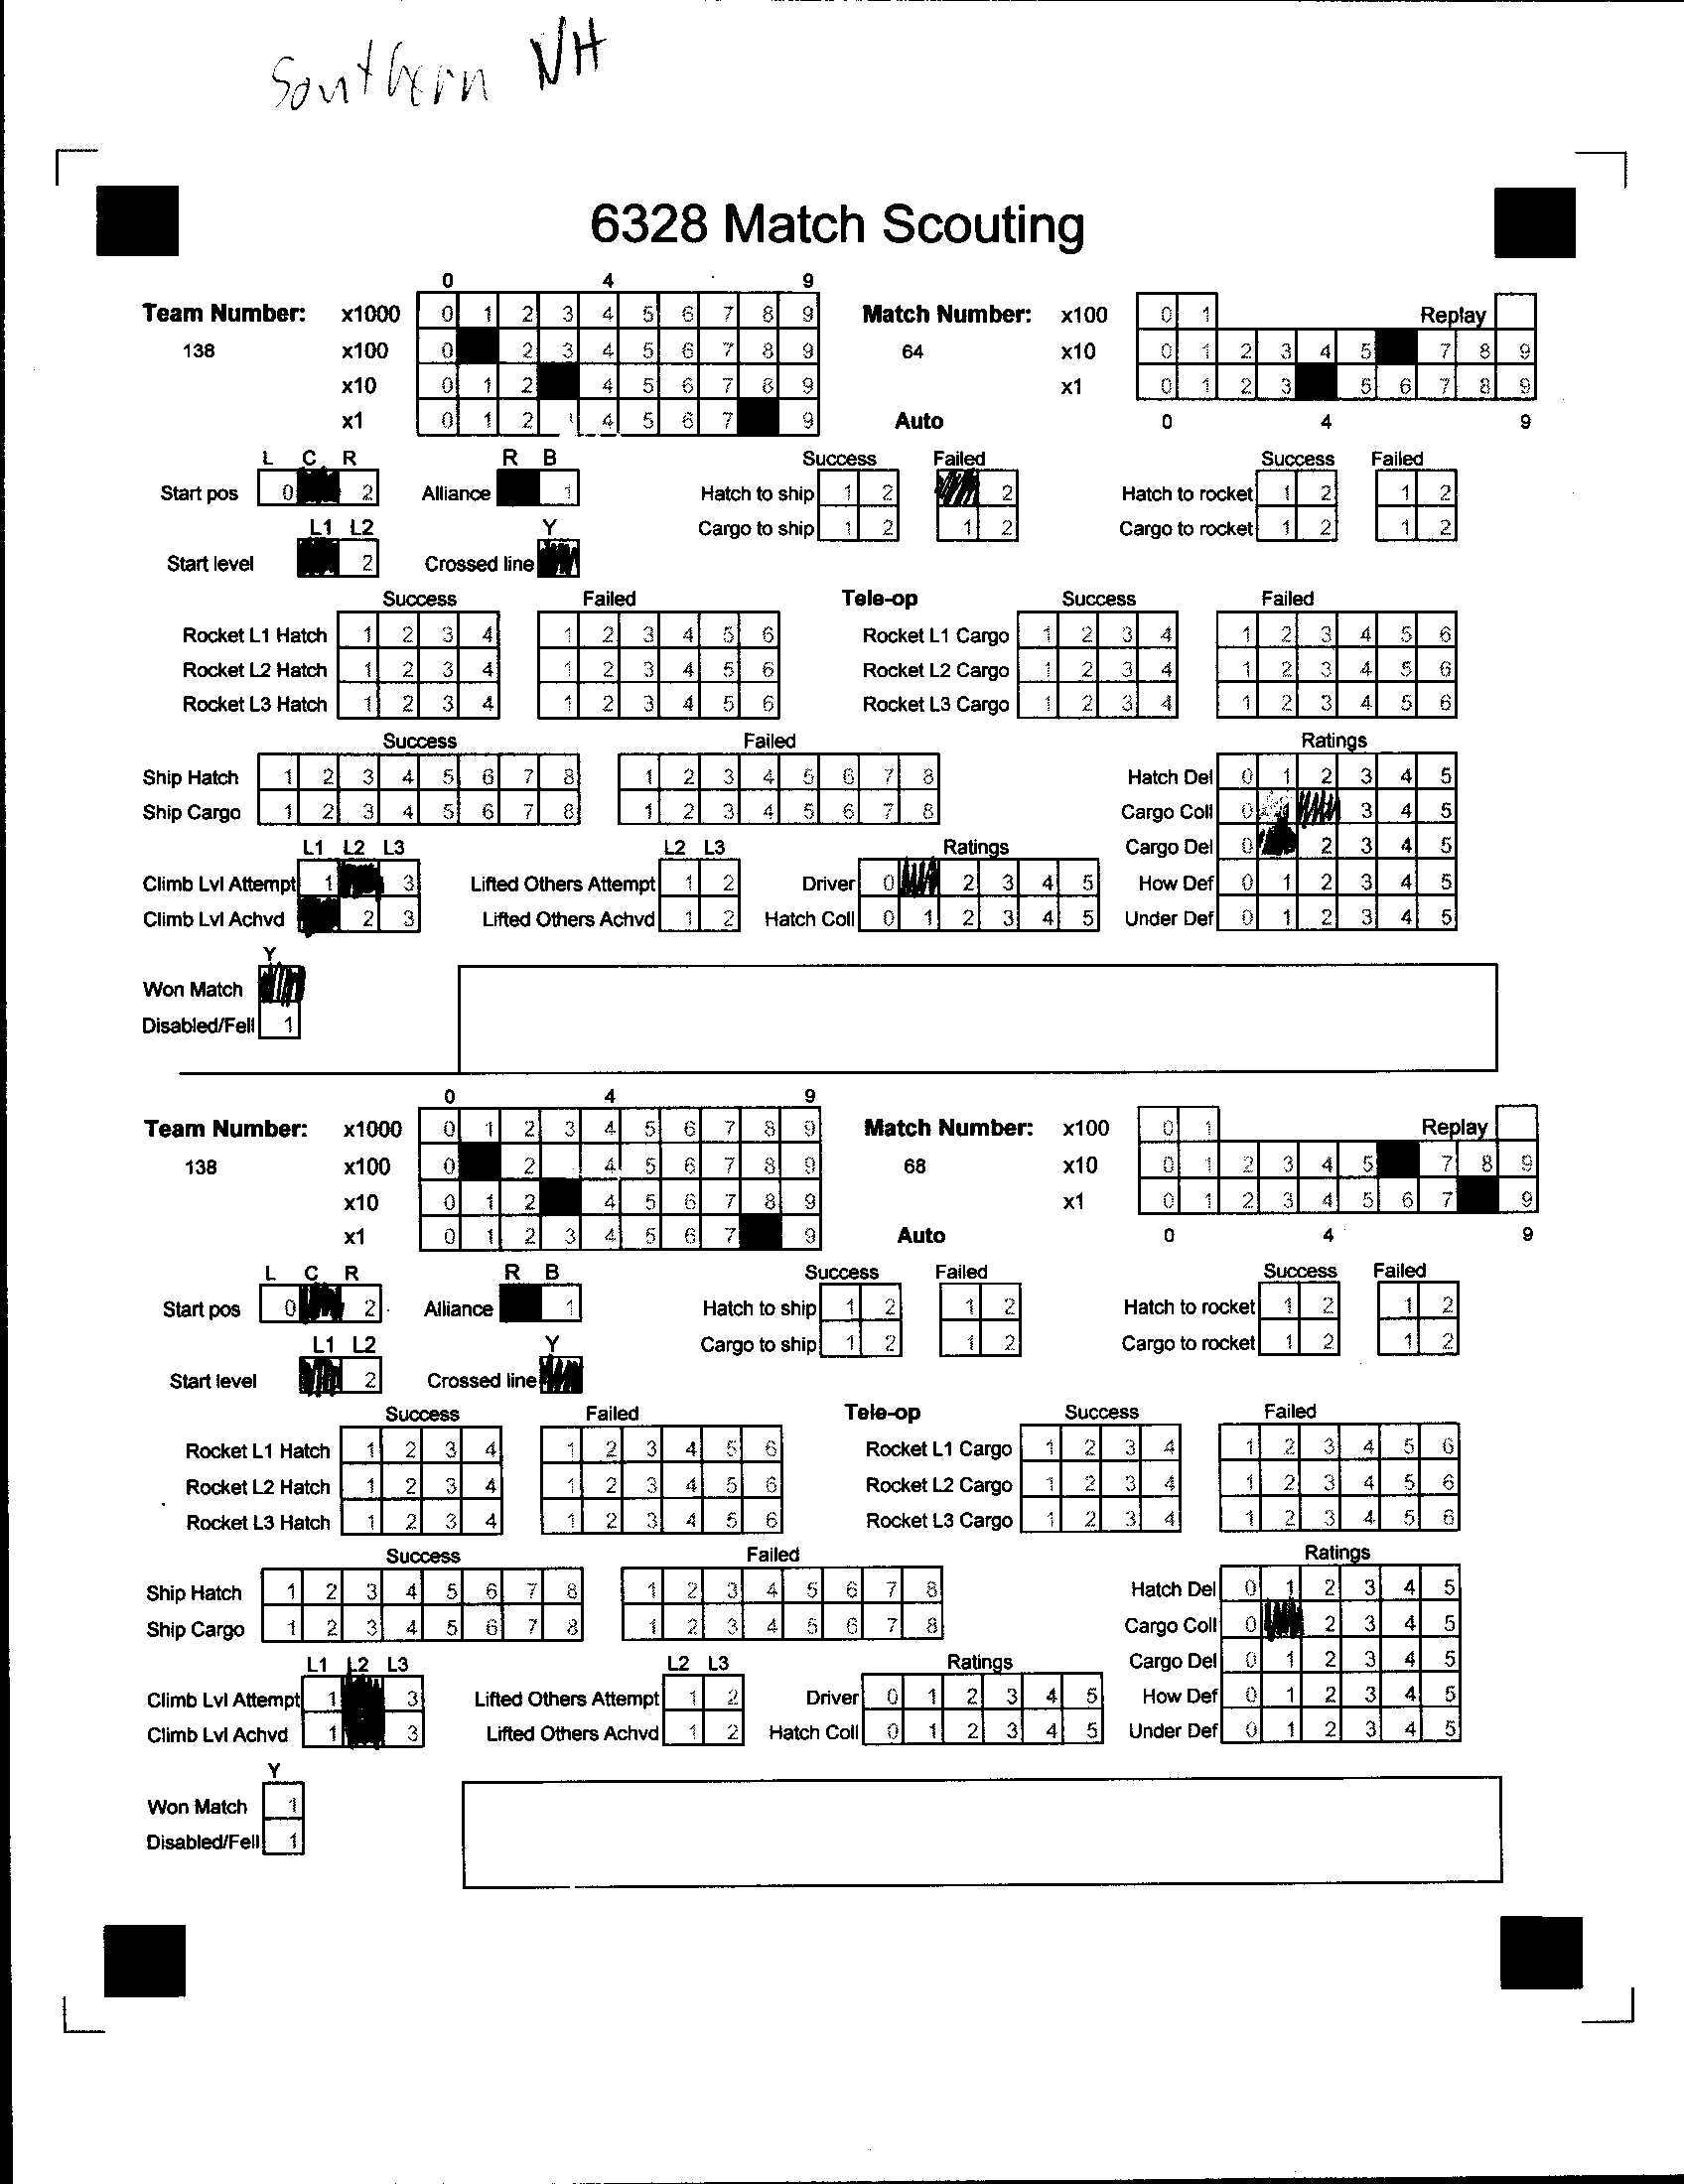 Southern NH
6328 Match Scouting
0 4 9
Team Number: x1000 0 1 2 3 4 5 6 7 8 9 Match Number: x100 0 1 Replay
138 x100 0 2 3 4 5 6 7 8 9 64 x10 0 1 2 3 4 5 7 8 9
x10 0 1 2 4 5 6 7 8 9 x1 0 1 2 3 5 6 7 8 9
x1 0 1 2 4 5 6 7 9 Auto 0 4 9
L C R R B Success Failed Success Failed
Start pos 0 2 Alliance 1 Hatch to ship 1 2 2 Hatch to rocket 1 2 1 2
L1 L2 Y Cargo to ship 1 2 1 2 Cargo to rocket 1 2 1 2
Start level 2 Crossed line
Success Failed Tele-op Success Failed
Rocket L1 Hatch 1 2 3 4 1 2 3 4 5 6 Rocket L1 Cargo 1 2 3 4 1 2 3 4 5 6
Rocket L2 Hatch 1 2 3 4 1 2 3 4 5 6 Rocket L2 Cargo 1 2 3 4 1 2 3 4 5 6
Rocket L3 Hatch 1 2 3 4 1 2 3 4 5 6 Rocket L3 Cargo 1 2 3 4 1 2 3 4 5 6
Success Failed Ratings
Ship Hatch 1 2 3 4 5 6 7 8 1 2 3 4 5 6 7 8 Hatch Del 0 1 2 3 4 5
Ship Cargo 1 2 3 4 5 6 7 8 1 2 3 4 5 6 7 8 Cargo Coll 0 3 4 5
L1 L2 L3 L2 L3 Ratings Cargo Del 0 2 3 4 5
Climb Lvl Attempt 1 3 Lifted Others Attempt 1 2 Driver 0 2 3 4 5 How Def 0 1 2 3 4 5
Climb Lvl Achvd 2 3 Lifted Others Achvd 1 2 Hatch Coll 0 1 2 3 4 5 Under Def 0 1 2 3 4 5
Y
Won Match
Disabled/Fell 1
0 4 9
Team Number: x1000 0 1 2 3 4 5 6 7 8 9 Match Number: x100 0 1 Replay
138 x100 0 2 4 5 6 7 8 9 68 x10 0 1 2 3 4 5 7 8 9
x10 0 1 2 4 5 6 7 8 9 x1 0 1 2 3 4 5 6 7 9
x1 0 1 2 3 4 5 6 7 9 Auto 0 4 9
L C R R B Success Failed Success Failed
Start pos 0 2 Alliance 1 Hatch to ship 1 2 1 2 Hatch to rocket 1 2 1 2
L1 L2 Y Cargo to ship 1 2 1 2 Cargo to rocket 1 2 1 2
Start level 2 Crossed line
Success Failed Tele-op Success Failed
Rocket L1 Hatch 1 2 3 4 1 2 3 4 5 6 Rocket L1 Cargo 1 2 3 4 1 2 3 4 5 6
Rocket L2 Hatch 1 2 3 4 1 2 3 4 5 6 Rocket L2 Cargo 1 2 3 4 1 2 3 4 5 6
Rocket L3 Hatch 1 2 3 4 1 2 3 4 5 6 Rocket L3 Cargo 1 2 3 4 1 2 3 4 5 6
Success Failed Ratings
Ship Hatch 1 2 3 4 5 6 7 8 1 2 3 4 5 6 7 8 Hatch Del 0 1 2 3 4 5
Ship Cargo 1 2 3 4 5 6 7 8 1 2 3 4 5 6 7 8 Cargo Coll 0 2 3 4 5
L1 L2 L3 L2 L3 Ratings Cargo Del 0 1 2 3 4 5
Climb Lvl Attempt 1 3 Lifted Others Attempt 1 2 Driver 0 1 2 3 4 5 How Def 0 1 2 3 4 5
Climb Lvl Achvd 1 3 Lifted Others Achvd 1 2 Hatch Coll 0 1 2 3 4 5 Under Def 0 1 2 3 4 5
Y
Won Match 1
Disabled/Fell 1